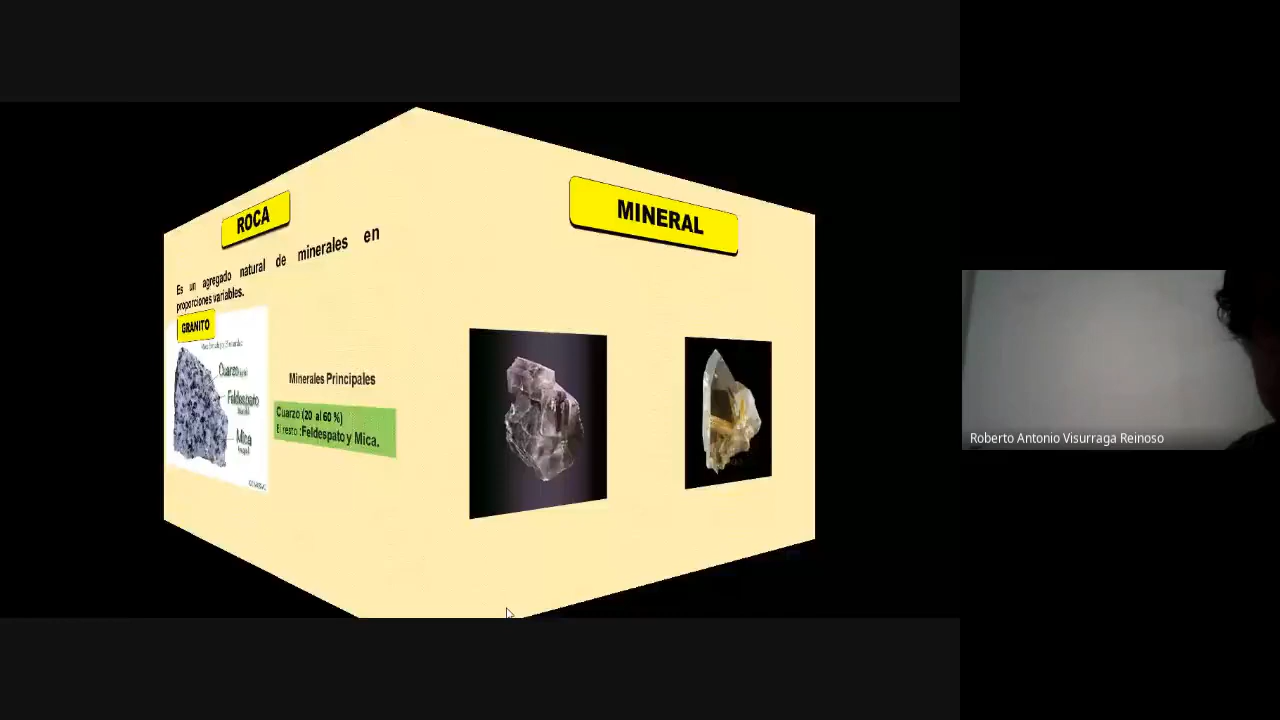 ROCA
Es un agregado natural de minerales en
proporciones variables.
GRANITO
Cuarzo
Feldespato
Mica
Minerales Principales
Cuarzo (20 al 60 %)
El resto :Feldespato y Mica.
MINERAL
Roberto Antonio Visurraga Reinoso